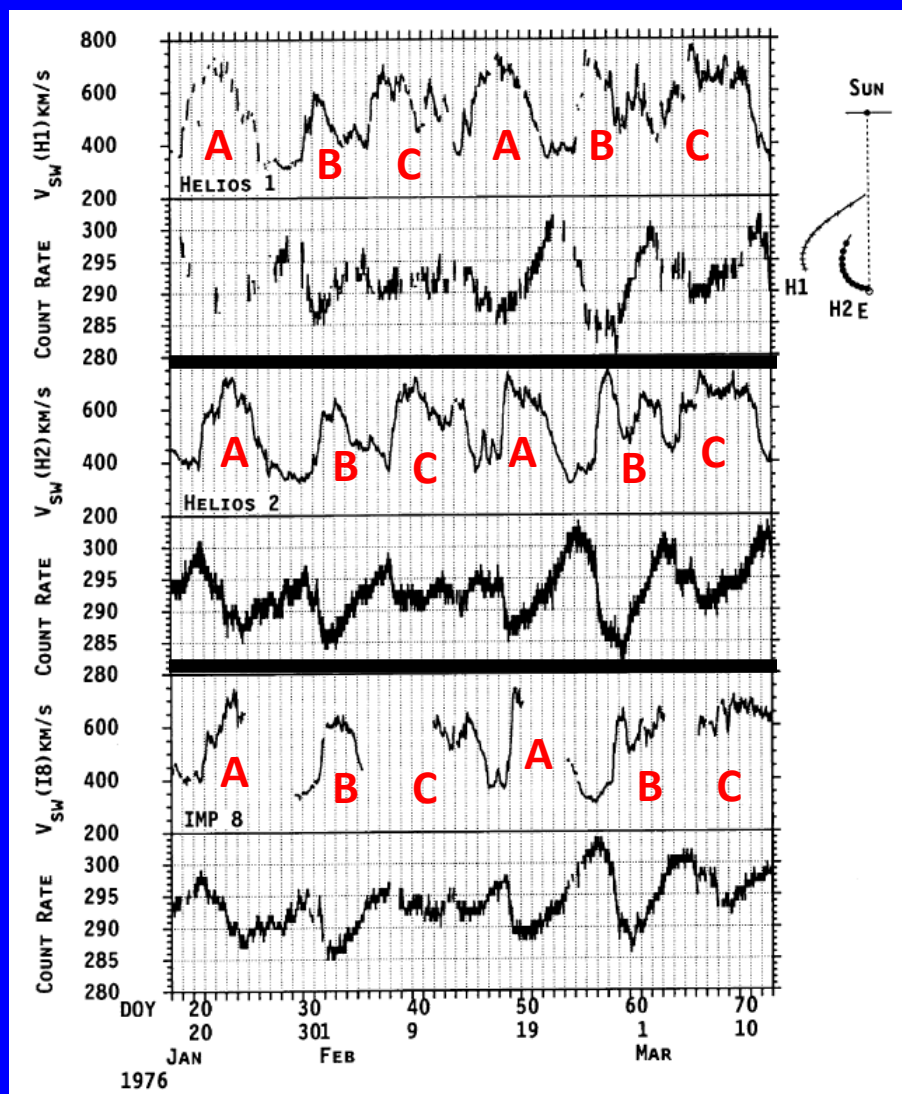 800
600
400
200
V_SW (H1) KM/S
A B C A B C
HELIOS 1
300
295
290
285
280
COUNT RATE
SUN
H1
H2 E
600
400
200
V_SW (H2) KM/S
A B C A B C
HELIOS 2
300
295
290
285
280
COUNT RATE
600
400
200
V_SW (I8) KM/S
A B C A B C
IMP 8
300
295
290
285
280
COUNT RATE
DOY 20 30 40 50 60 70
20 301 9 19 1 10
JAN FEB MAR
1976